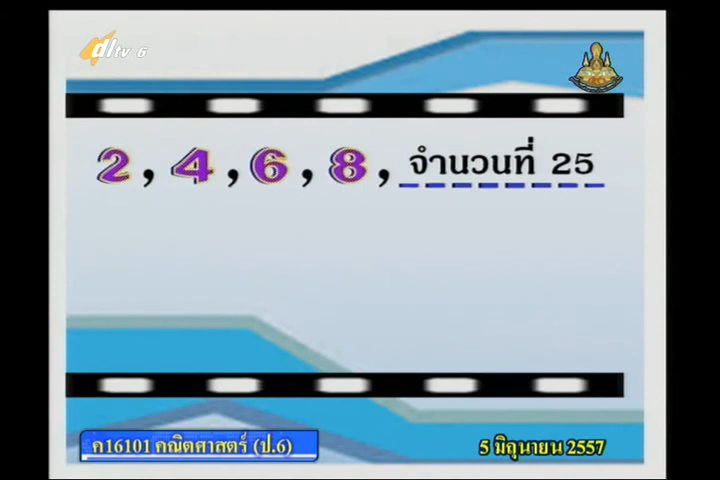 dltv 6
2, 4, 6, 8, จำนวนที่ 25
ค16101 คณิตศาสตร์ (ป.6)
5 มิถุนายน 2557